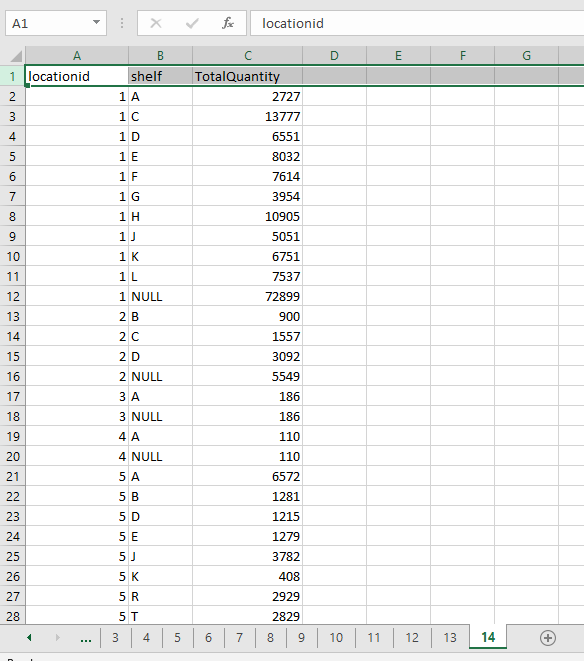 A1 fx locationid
A B C D E F G
1 locationid shelf TotalQuantity
2 1 A 2727
3 1 C 13777
4 1 D 6551
5 1 E 8032
6 1 F 7614
7 1 G 3954
8 1 H 10905
9 1 J 5051
10 1 K 6751
11 1 L 7537
12 1 NULL 72899
13 2 B 900
14 2 C 1557
15 2 D 3092
16 2 NULL 5549
17 3 A 186
18 3 NULL 186
19 4 A 110
20 4 NULL 110
21 5 A 6572
22 5 B 1281
23 5 D 1215
24 5 E 1279
25 5 J 3782
26 5 K 408
27 5 R 2929
28 5 T 2829
... 3 4 5 6 7 8 9 10 11 12 13 14